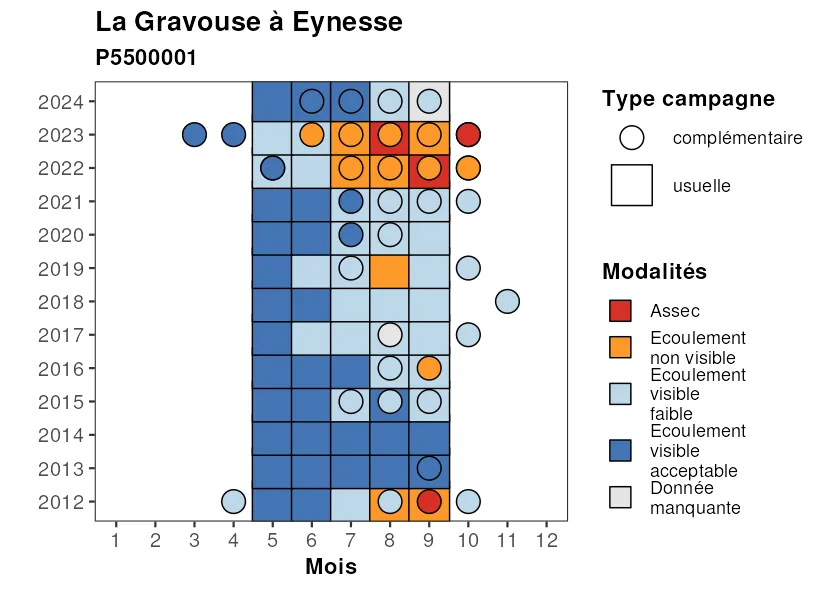 La Gravouse à Eynesse
P5500001
2024
2023
2022
2021
2020
2019
2018
2017
2016
2015
2014
2013
2012
1 2 3 4 5 6 7 8 9 10 11 12
Mois
Type campagne
complémentaire
usuelle
Modalités
Assec
Ecoulement
non visible
Ecoulement
visible
faible
Ecoulement
visible
acceptable
Donnée
manquante